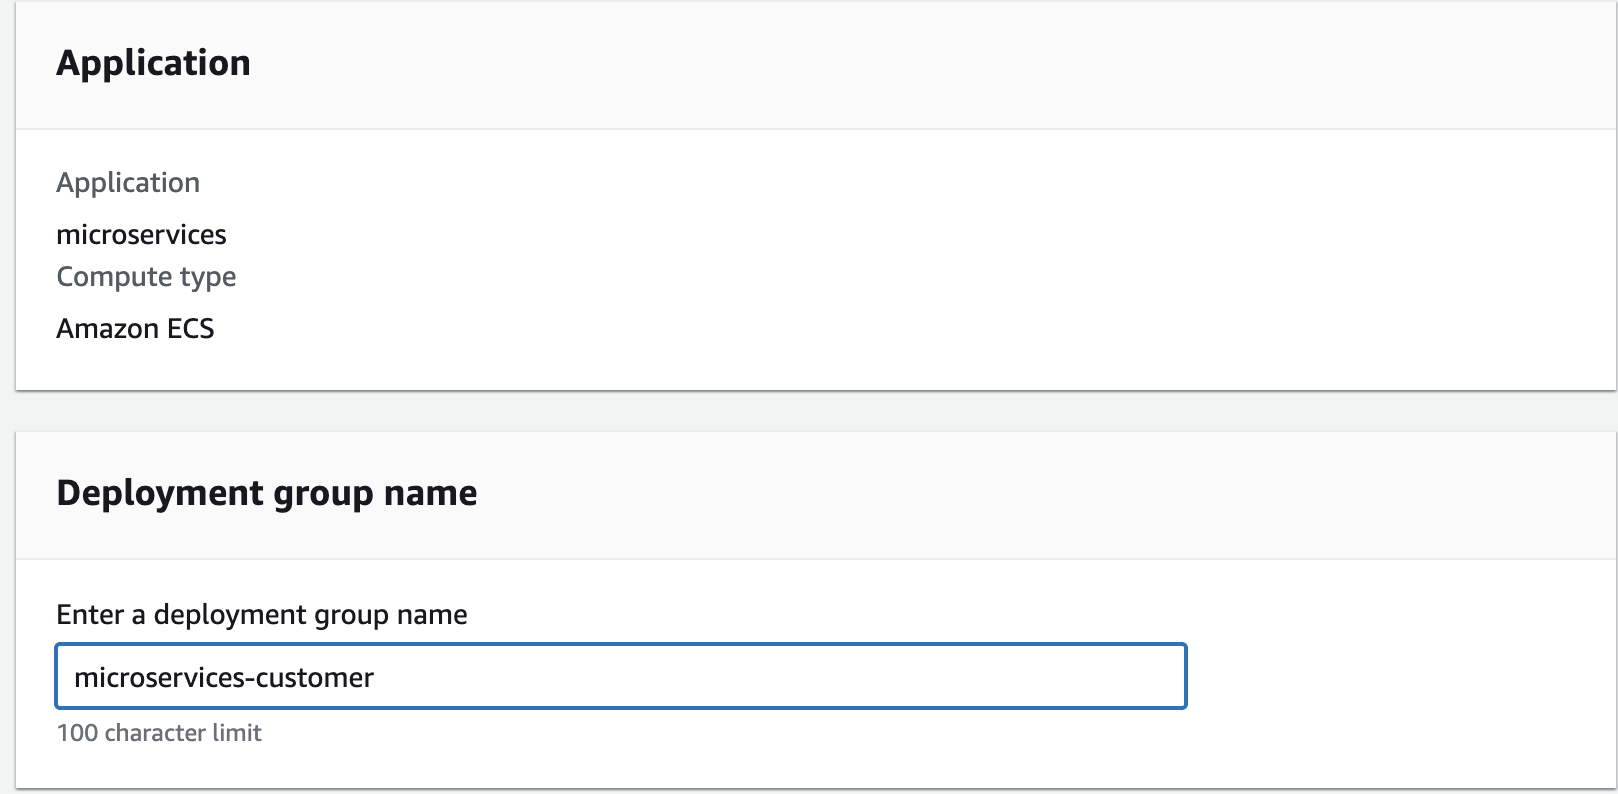 Application
Application
microservices
Compute type
Amazon ECS
Deployment group name
Enter a deployment group name
microservices-customer
100 character limit